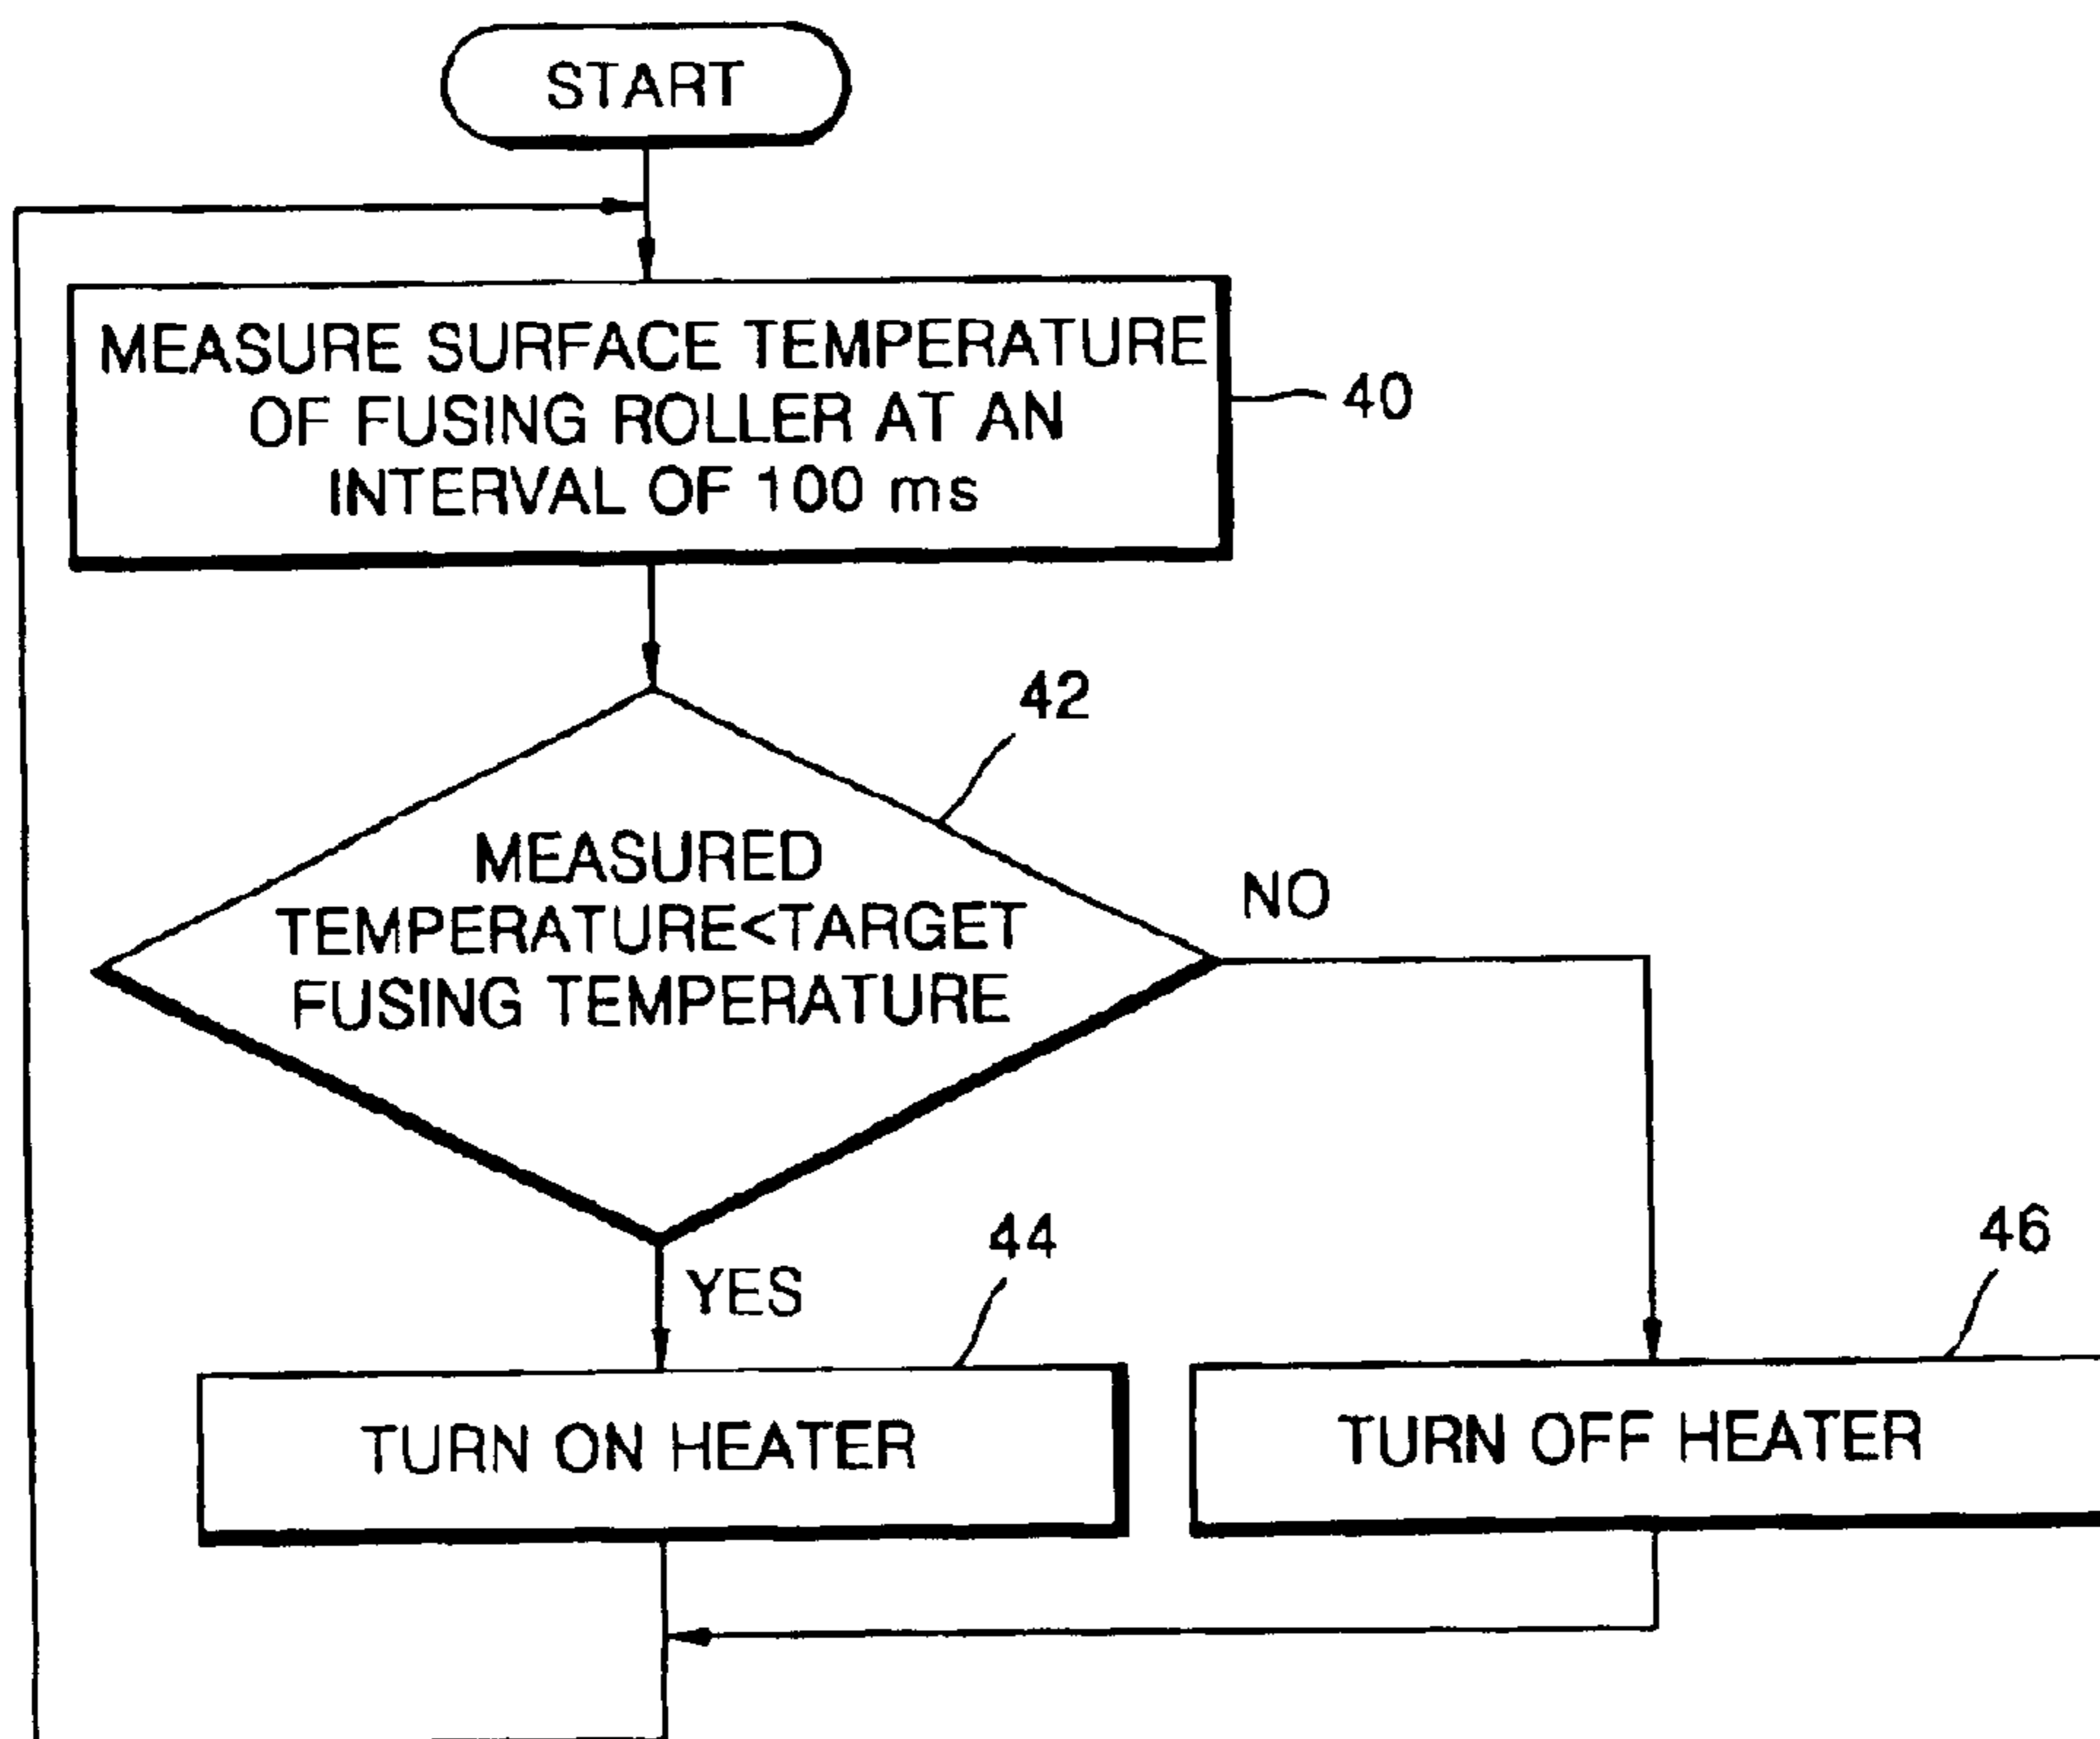 START
MEASURE SURFACE TEMPERATURE
OF FUSING ROLLER AT AN
INTERVAL OF 100 ms
40
42
MEASURED
TEMPERATURE<TARGET
FUSING TEMPERATURE
NO
YES
44
46
TURN ON HEATER
TURN OFF HEATER